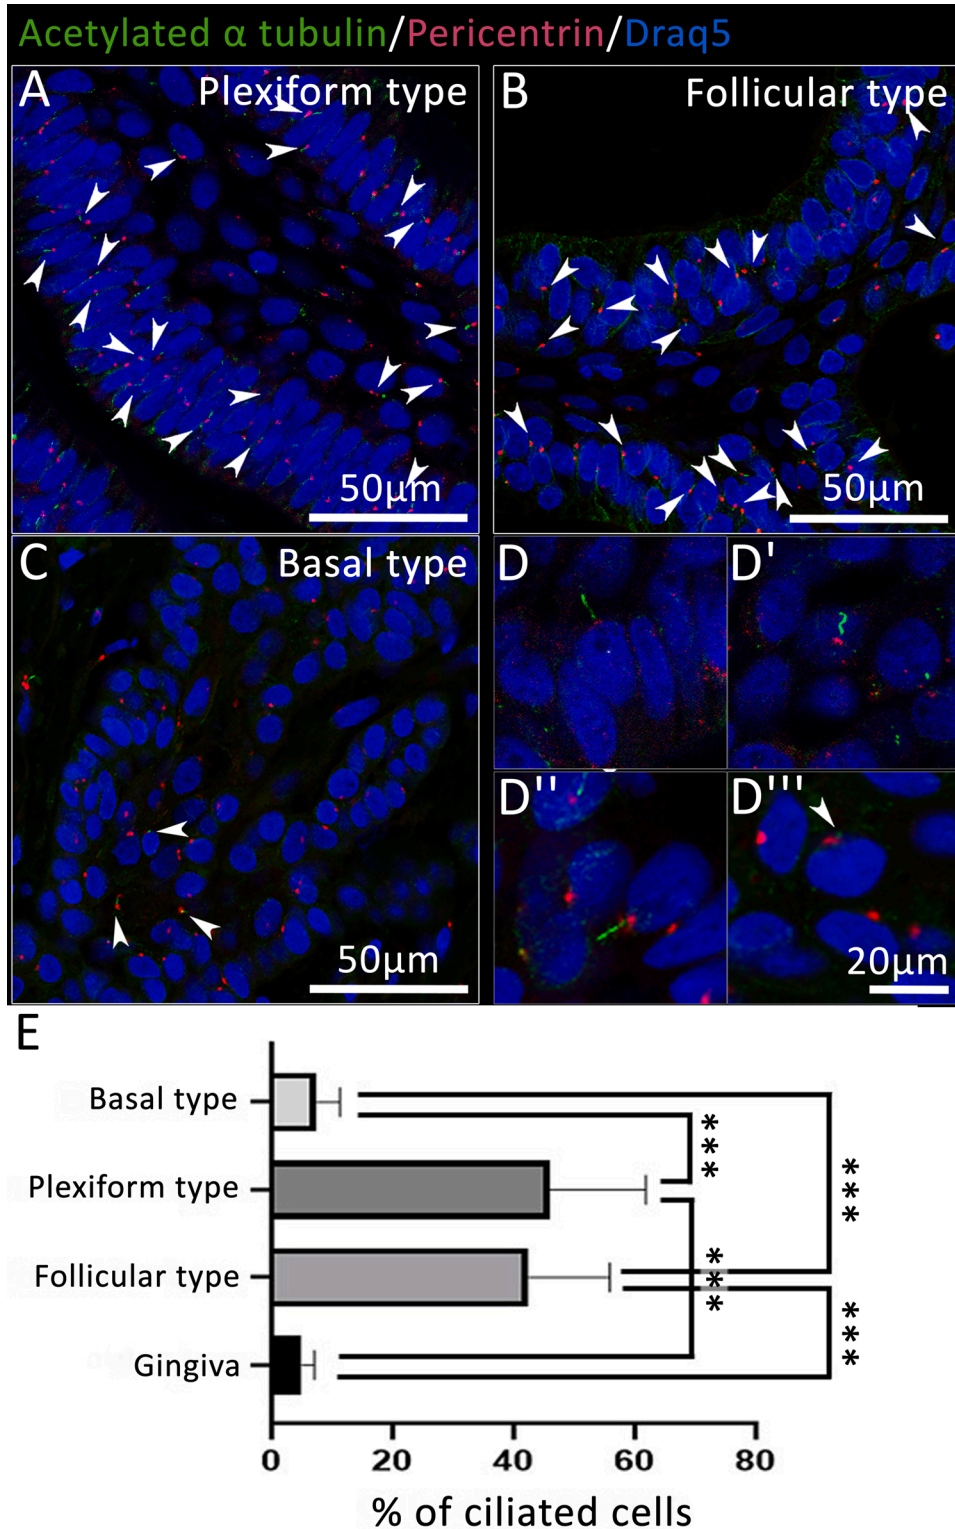 Acetylated α tubulin/Pericentrin/Draq5
A
Plexiform type
50μm
B
Follicular type
50μm
C
Basal type
50μm
D
D'
D''
D'''
20μm
E
Basal type
Plexiform type
Follicular type
Gingiva
***
***
***
***
0 20 40 60 80
% of ciliated cells